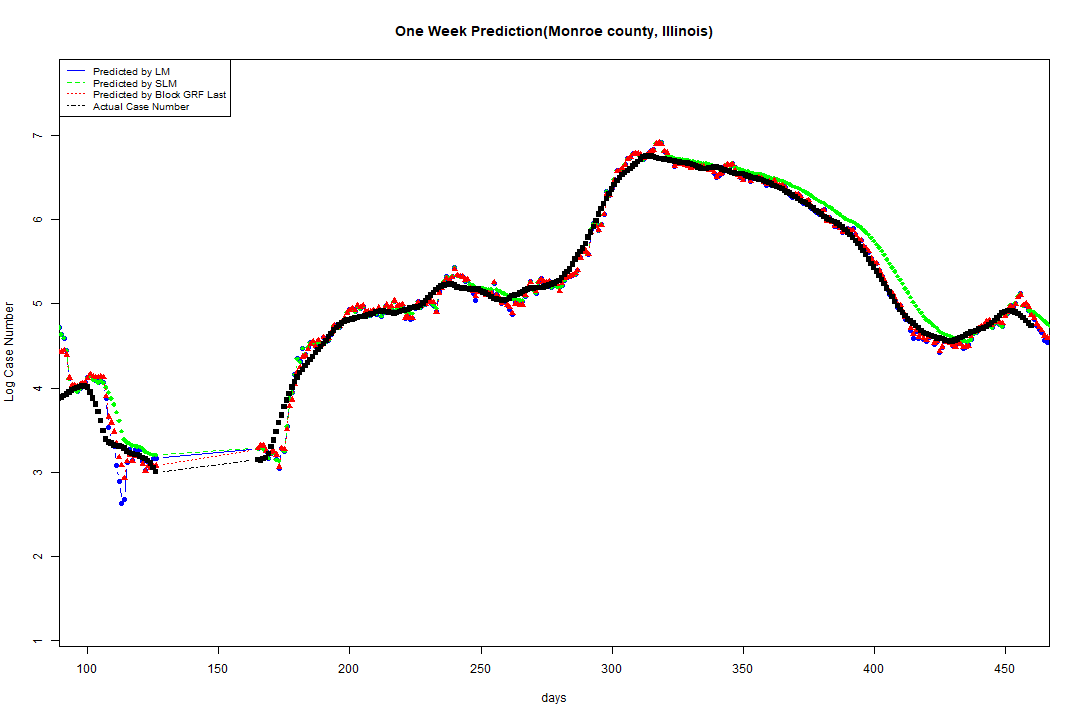 One Week Prediction(Monroe county, Illinois)
Predicted by LM
Predicted by SLM
Predicted by Block GRF Last
Actual Case Number
Log Case Number
7
6
5
4
3
2
1
100 150 200 250 300 350 400 450
days